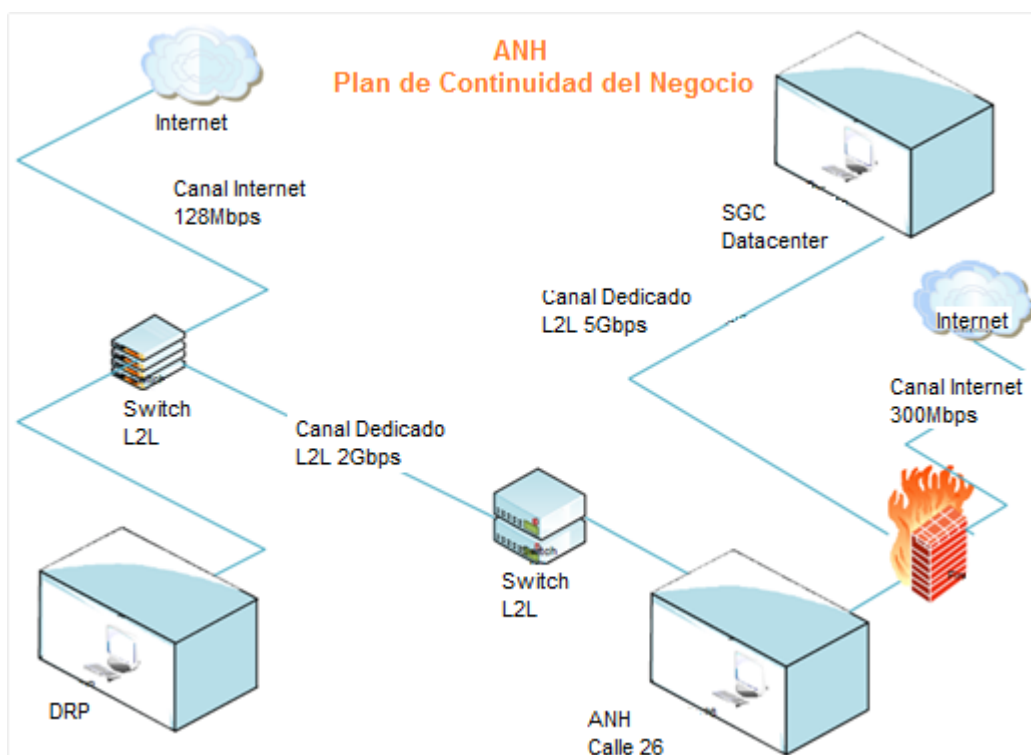 ANH
Plan de Continuidad del Negocio
Internet
Canal Internet
128Mbps
SGC
Datacenter
Canal Dedicado
L2L 5Gbps
Internet
Canal Internet
300Mbps
Switch
L2L
Canal Dedicado
L2L 2Gbps
Switch
Switch
L2L
DRP
ANH
Calle 26